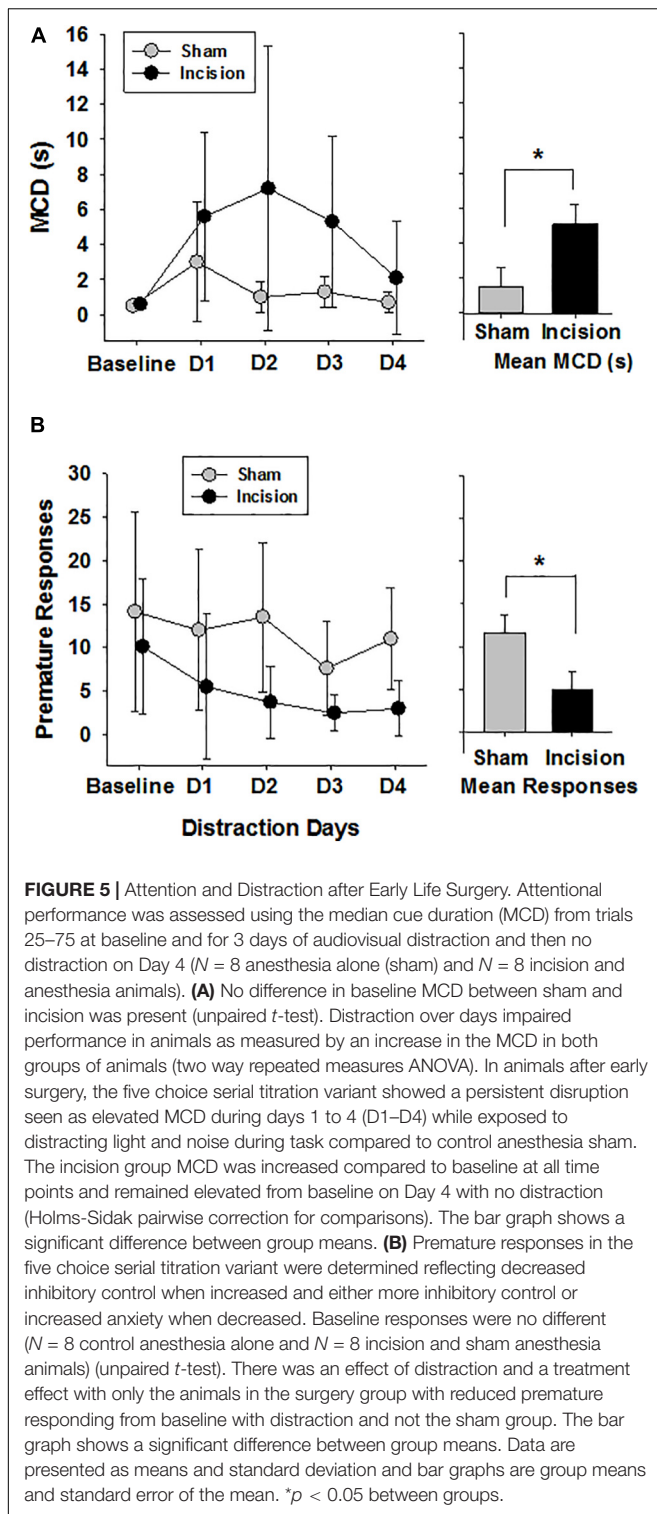 A
Sham
Incision
16
14
12
10
8
6
4
2
0
MCD (s)
Baseline D1 D2 D3 D4
*
Sham Incision
Mean MCD (s)
B
Sham
Incision
30
25
20
15
10
5
0
Premature Responses
Baseline D1 D2 D3 D4
Distraction Days
*
Sham Incision
Mean Responses
FIGURE 5 | Attention and Distraction after Early Life Surgery. Attentional
performance was assessed using the median cue duration (MCD) from trials
25–75 at baseline and for 3 days of audiovisual distraction and then no
distraction on Day 4 (N = 8 anesthesia alone (sham) and N = 8 incision and
anesthesia animals). (A) No difference in baseline MCD between sham and
incision was present (unpaired t-test). Distraction over days impaired
performance in animals as measured by an increase in the MCD in both
groups of animals (two way repeated measures ANOVA). In animals after early
surgery, the five choice serial titration variant showed a persistent disruption
seen as elevated MCD during days 1 to 4 (D1–D4) while exposed to
distracting light and noise during task compared to control anesthesia sham.
The incision group MCD was increased compared to baseline at all time
points and remained elevated from baseline on Day 4 with no distraction
(Holms-Sidak pairwise correction for comparisons). The bar graph shows a
significant difference between group means. (B) Premature responses in the
five choice serial titration variant were determined reflecting decreased
inhibitory control when increased and either more inhibitory control or
increased anxiety when decreased. Baseline responses were no different
(N = 8 control anesthesia alone and N = 8 incision and sham anesthesia
animals) (unpaired t-test). There was an effect of distraction and a treatment
effect with only the animals in the surgery group with reduced premature
responding from baseline with distraction and not the sham group. The bar
graph shows a significant difference between group means. Data are
presented as means and standard deviation and bar graphs are group means
and standard error of the mean. *p < 0.05 between groups.